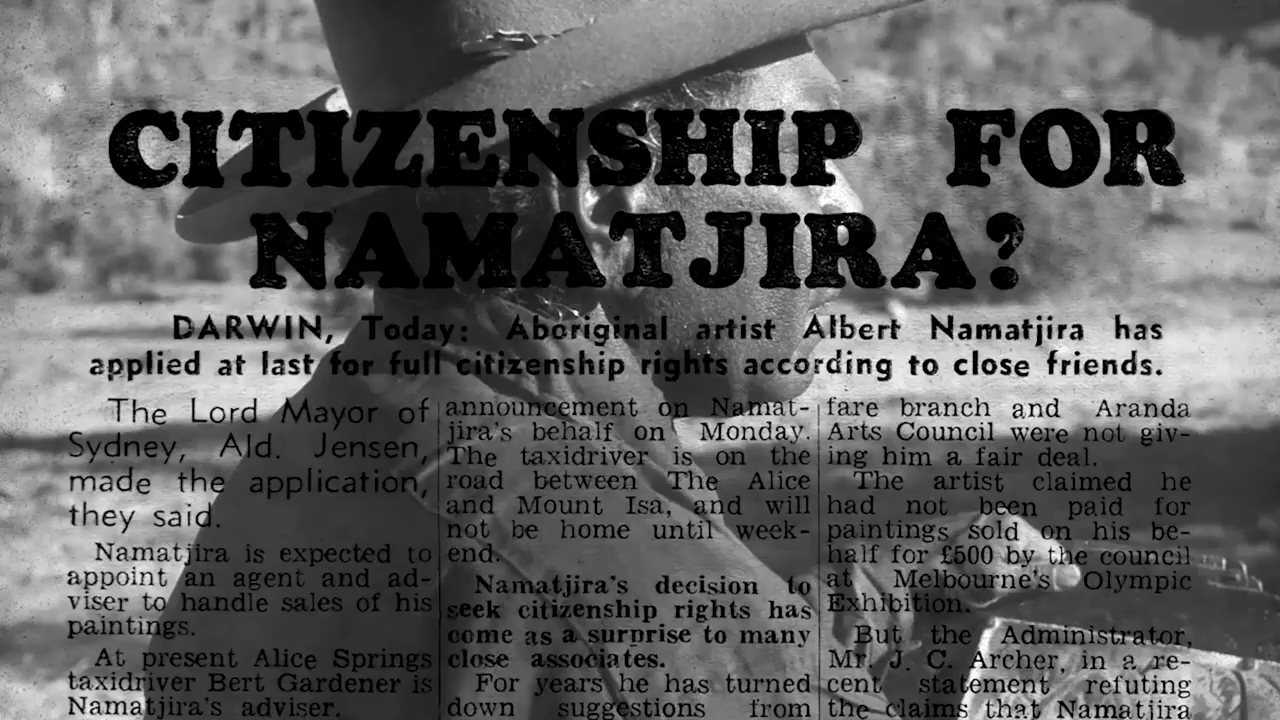 CITIZENSHIP FOR
NAMATJIRA?
DARWIN, Today: Aboriginal artist Albert Namatjira has
applied at last for full citizenship rights according to close friends.
The Lord Mayor of
Sydney, Ald. Jensen,
made the application,
they said.
Namatjira is expected to
appoint an agent and ad-
viser to handle sales of his
paintings.
At present Alice Springs
taxidriver Bert Gardener is
Namatjira's adviser.
announcement on Namat-
jira's behalf on Monday.
The taxidriver is on the
road between The Alice
and Mount Isa, and will
not be home until week-
end.
Namatjira's decision to
seek citizenship rights has
come as a surprise to many
close associates.
For years he has turned
down suggestions from
fare branch and Aranda
Arts Council were not giv-
ing him a fair deal.
The artist claimed he
had not been paid for
paintings sold on his be-
half for £500 by the council
at Melbourne's Olympic
Exhibition.
But the Administrator,
Mr. J. C. Archer, in a re-
cent statement refuting
the claims that Namatjira